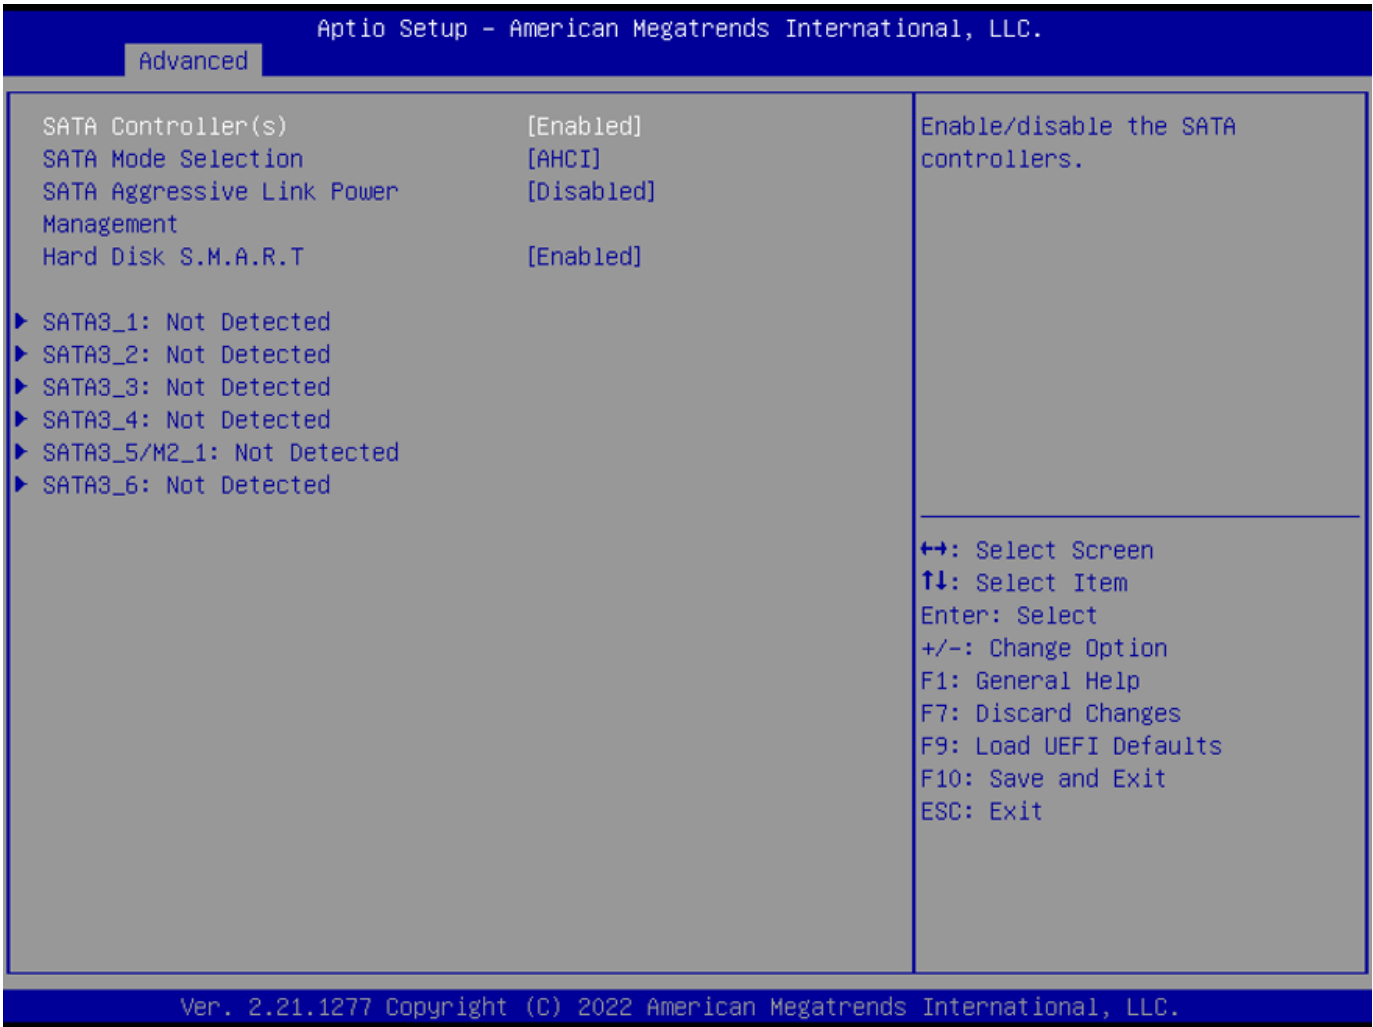 Aptio Setup – American Megatrends International, LLC.
Advanced
SATA Controller(s) [Enabled]
SATA Mode Selection [AHCI]
SATA Aggressive Link Power [Disabled]
Management
Hard Disk S.M.A.R.T [Enabled]
SATA3_1: Not Detected
SATA3_2: Not Detected
SATA3_3: Not Detected
SATA3_4: Not Detected
SATA3_5/M2_1: Not Detected
SATA3_6: Not Detected
Enable/disable the SATA
controllers.
↔: Select Screen
↑↓: Select Item
Enter: Select
+/-: Change Option
F1: General Help
F7: Discard Changes
F9: Load UEFI Defaults
F10: Save and Exit
ESC: Exit
Ver. 2.21.1277 Copyright (C) 2022 American Megatrends International, LLC.